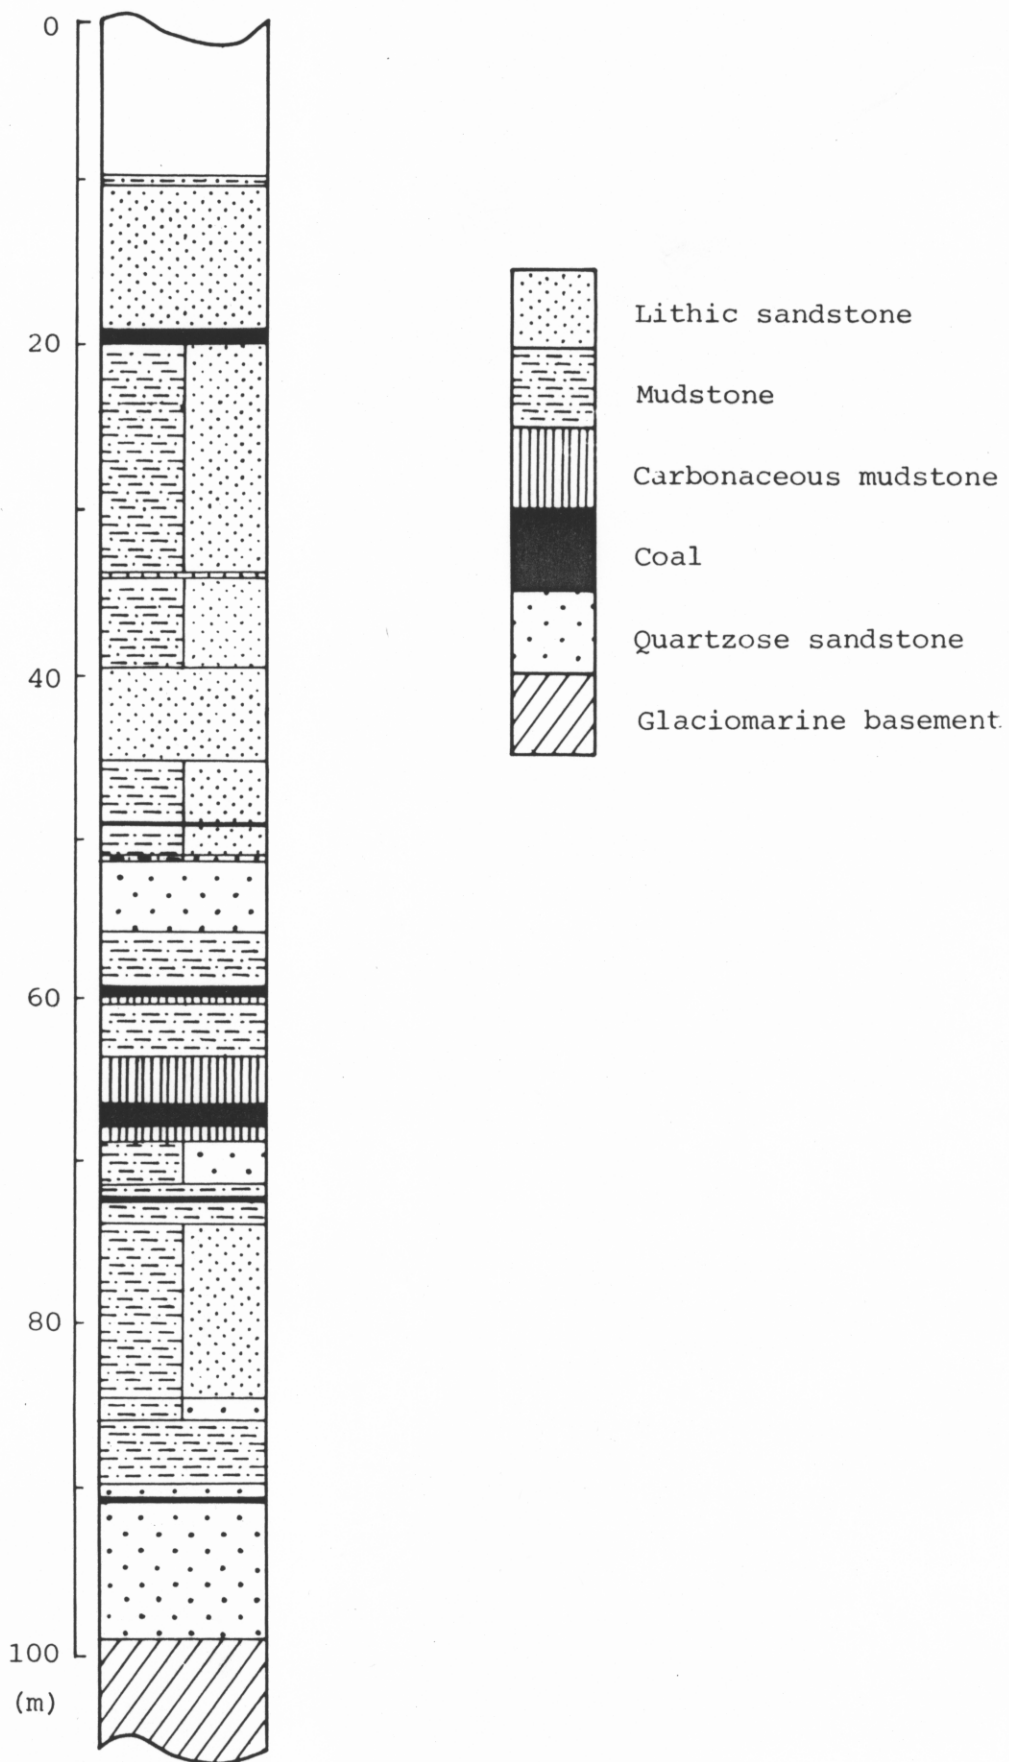 0
20
40
60
80
100
(m)
Lithic sandstone
Mudstone
Carbonaceous mudstone
Coal
Quartzose sandstone
Glaciomarine basement